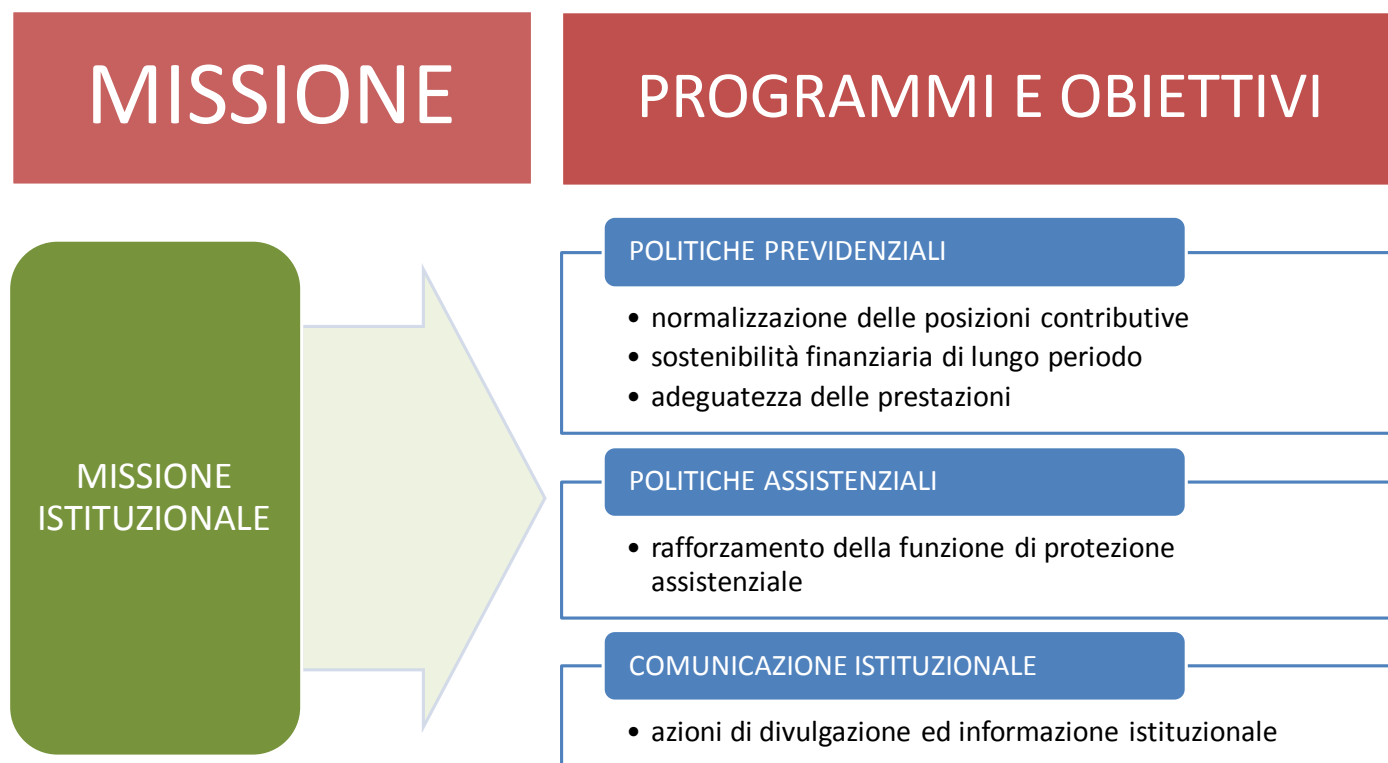 MISSIONE
PROGRAMMI E OBIETTIVI
MISSIONE
ISTITUZIONALE
POLITICHE PREVIDENZIALI
• normalizzazione delle posizioni contributive
• sostenibilità finanziaria di lungo periodo
• adeguatezza delle prestazioni
POLITICHE ASSISTENZIALI
• rafforzamento della funzione di protezione
assistenziale
COMUNICAZIONE ISTITUZIONALE
• azioni di divulgazione ed informazione istituzionale